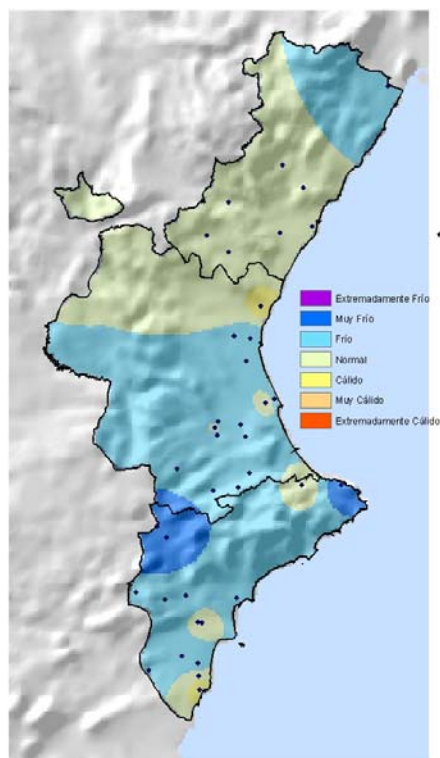 Extremadamente Frío
Muy Frío
Frío
Normal
Cálido
Muy Cálido
Extremadamente Cálido